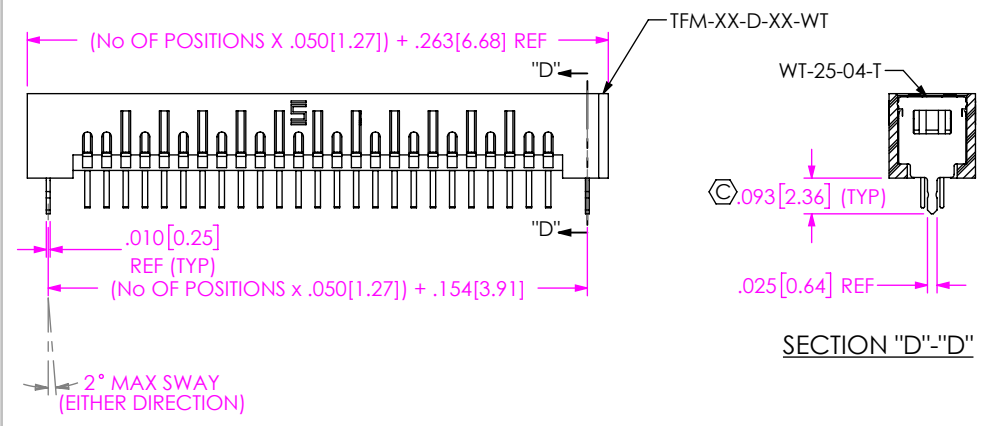 (No OF POSITIONS X .050[1.27]) + .263[6.68] REF
"D"
TFM-XX-D-XX-WT
WT-25-04-T
C .093[2.36] (TYP)
"D"
.010[0.25]
REF (TYP)
(No OF POSITIONS x .050[1.27]) + .154[3.91]
.025[0.64] REF
SECTION "D"-"D"
2° MAX SWAY
(EITHER DIRECTION)